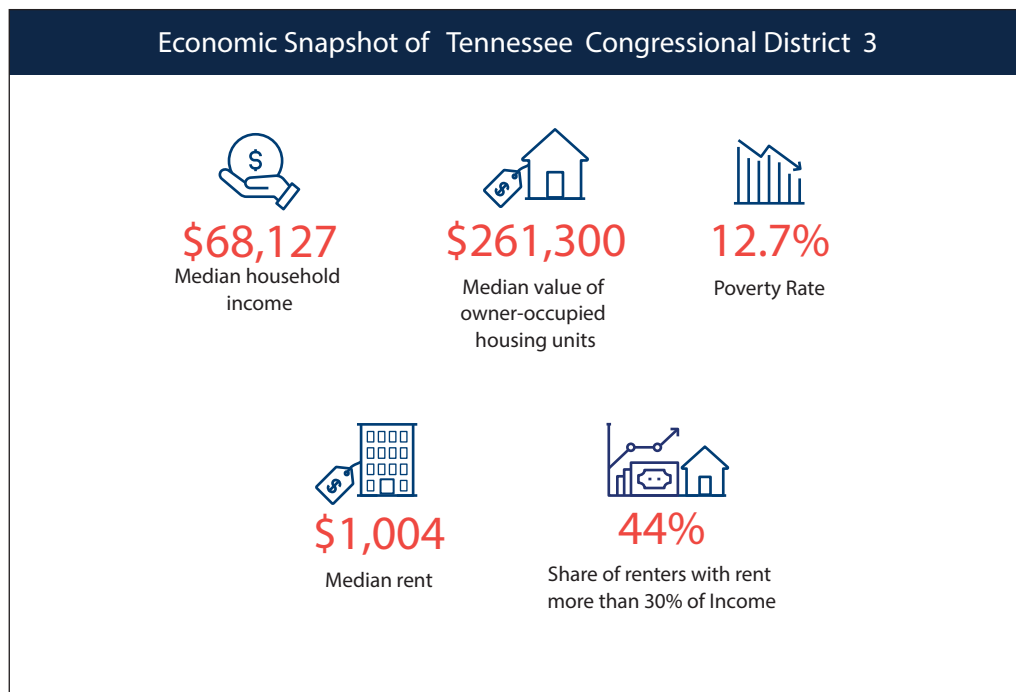 Economic Snapshot of Tennessee Congressional District 3
$
$
$68,127
Median household
income
$261,300
Median value of
owner-occupied
housing units
12.7%
Poverty Rate
$
$1,004
Median rent
44%
Share of renters with rent
more than 30% of Income